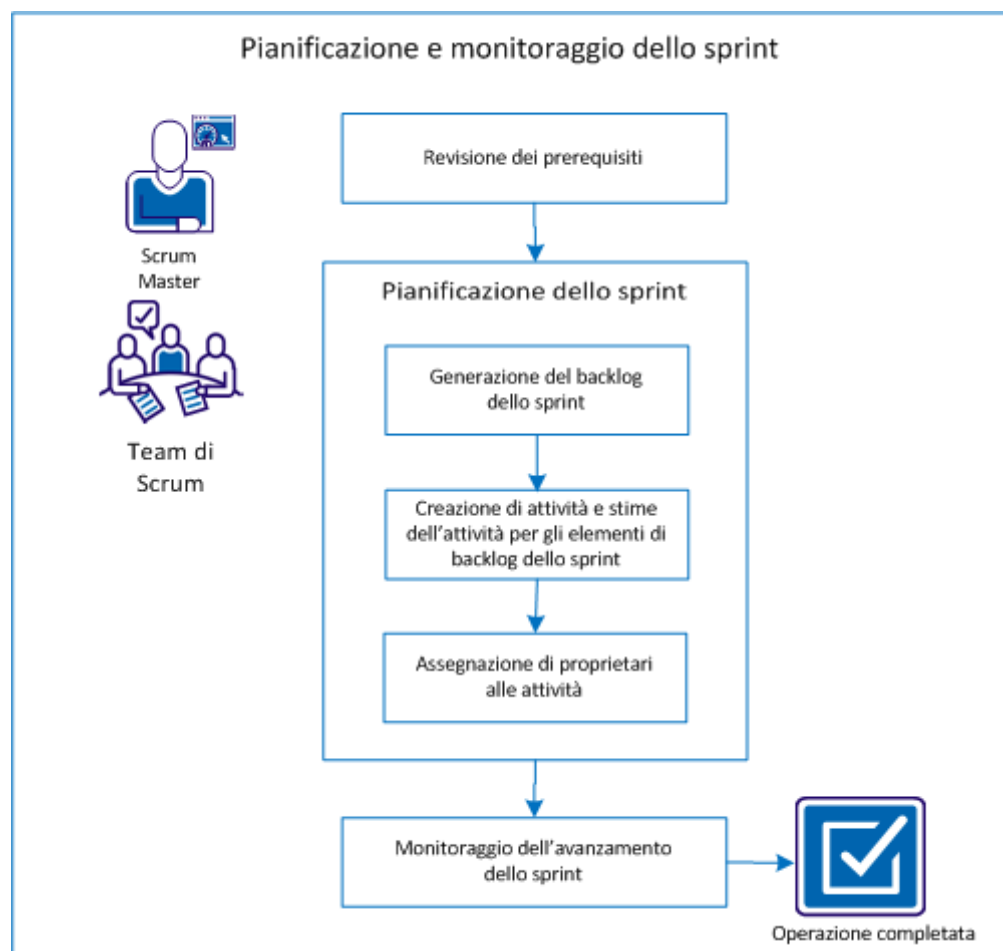 Pianificazione e monitoraggio dello sprint
Scrum
Master
Team di
Scrum
Revisione dei prerequisiti
Pianificazione dello sprint
Generazione del backlog
dello sprint
Creazione di attività e stime
dell'attività per gli elementi di
backlog dello sprint
Assegnazione di proprietari
alle attività
Monitoraggio dell'avanzamento
dello sprint
Operazione completata